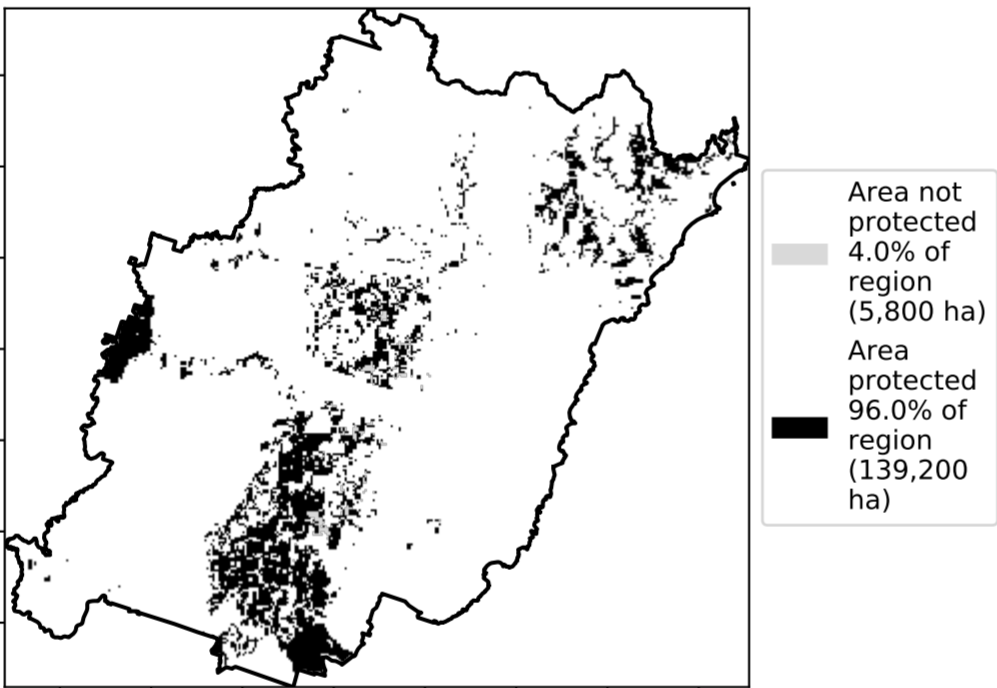 Area not
protected
4.0% of
region
(5,800 ha)
Area
protected
96.0% of
region
(139,200
ha)